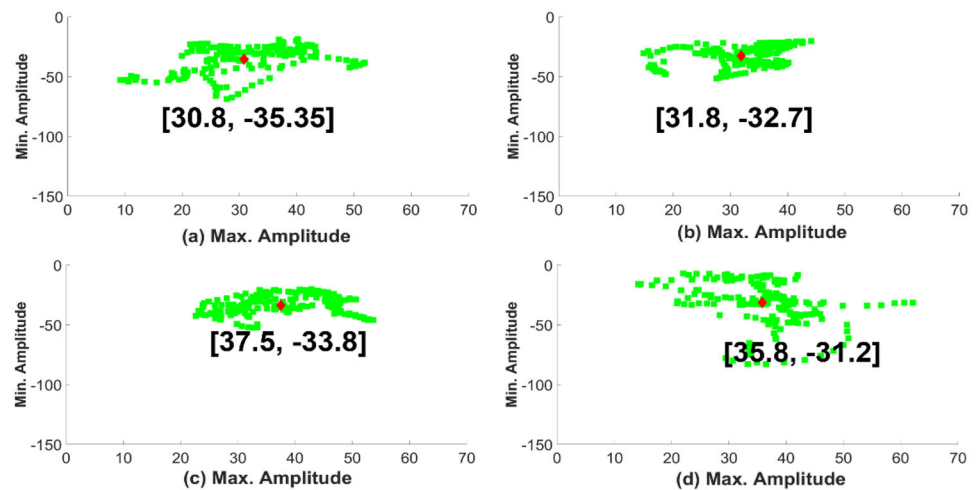 0
-50
-100
-150
Min. Amplitude
[30.8, -35.35]
0 10 20 30 40 50 60 70
(a) Max. Amplitude
0
-50
-100
-150
Min. Amplitude
[31.8, -32.7]
0 10 20 30 40 50 60 70
(b) Max. Amplitude
0
-50
-100
-150
Min. Amplitude
[37.5, -33.8]
0 10 20 30 40 50 60 70
(c) Max. Amplitude
0
-50
-100
-150
Min. Amplitude
[35.8, -31.2]
0 10 20 30 40 50 60 70
(d) Max. Amplitude